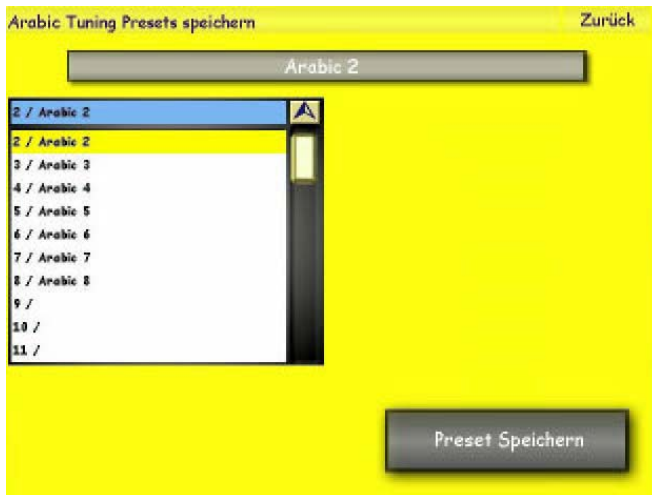 Arabic Tuning Presets speichern Zurück
Arabic 2
2 / Arabic 2
2 / Arabic 2
3 / Arabic 3
4 / Arabic 4
5 / Arabic 5
6 / Arabic 6
7 / Arabic 7
8 / Arabic 8
9 /
10 /
11 /
Preset Speichern